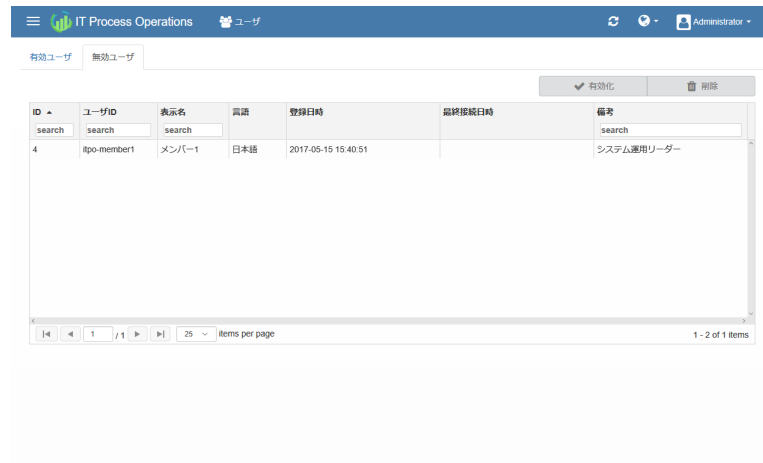 IT Process Operations ユーザ Administrator
有効ユーザ 無効ユーザ
有効化 削除
ID ユーザID 表示名 言語 登録日時 最終接続日時 備考
search search search search
4 itpo-member1 メンバー1 日本語 2017-05-15 15:40:51 システム運用リーダー
1 / 1 25 items per page 1 - 2 of 1 items